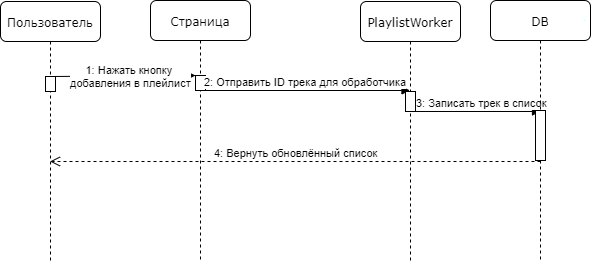 Пользователь
Страница
PlaylistWorker
DB
1: Нажать кнопку
добавления в плейлист
2: Отправить ID трека для обработчика
3: Записать трек в список
4: Вернуть обновлённый список